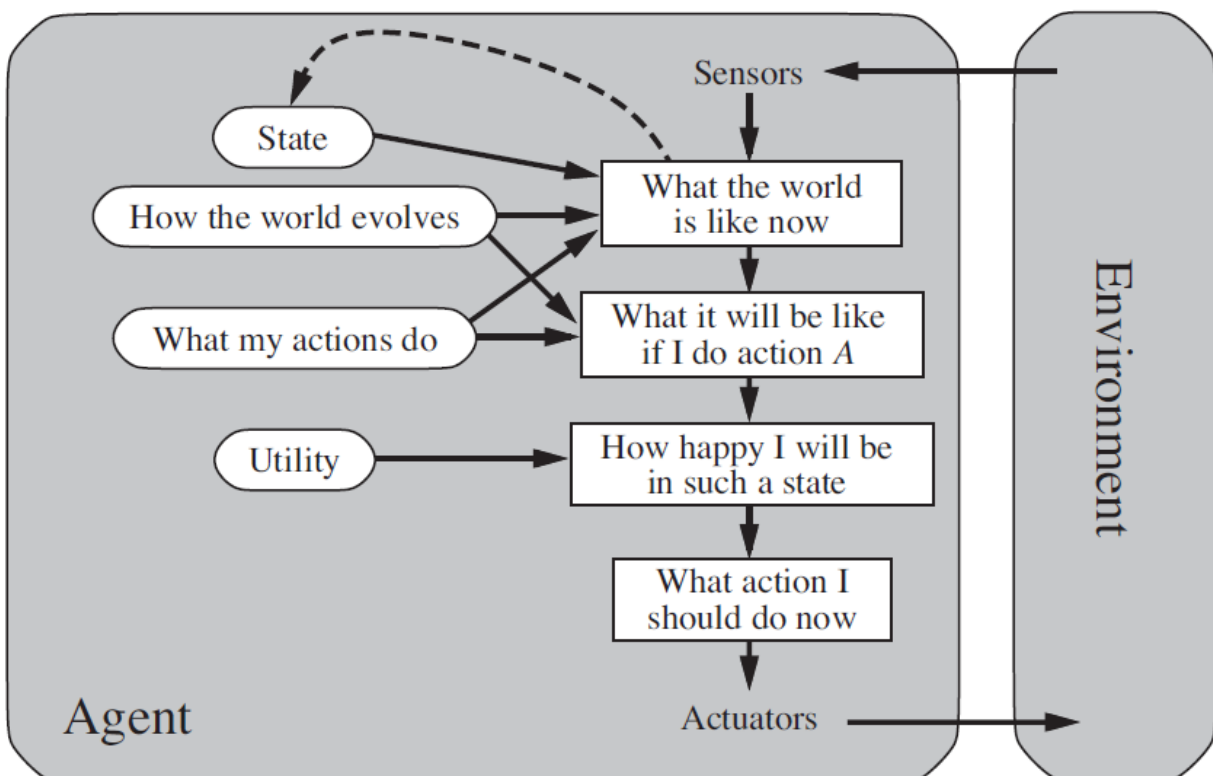 Sensors
State
What the world
is like now
How the world evolves
What it will be like
if I do action A
What my actions do
How happy I will be
in such a state
Utility
What action I
should do now
Agent
Actuators
Environment